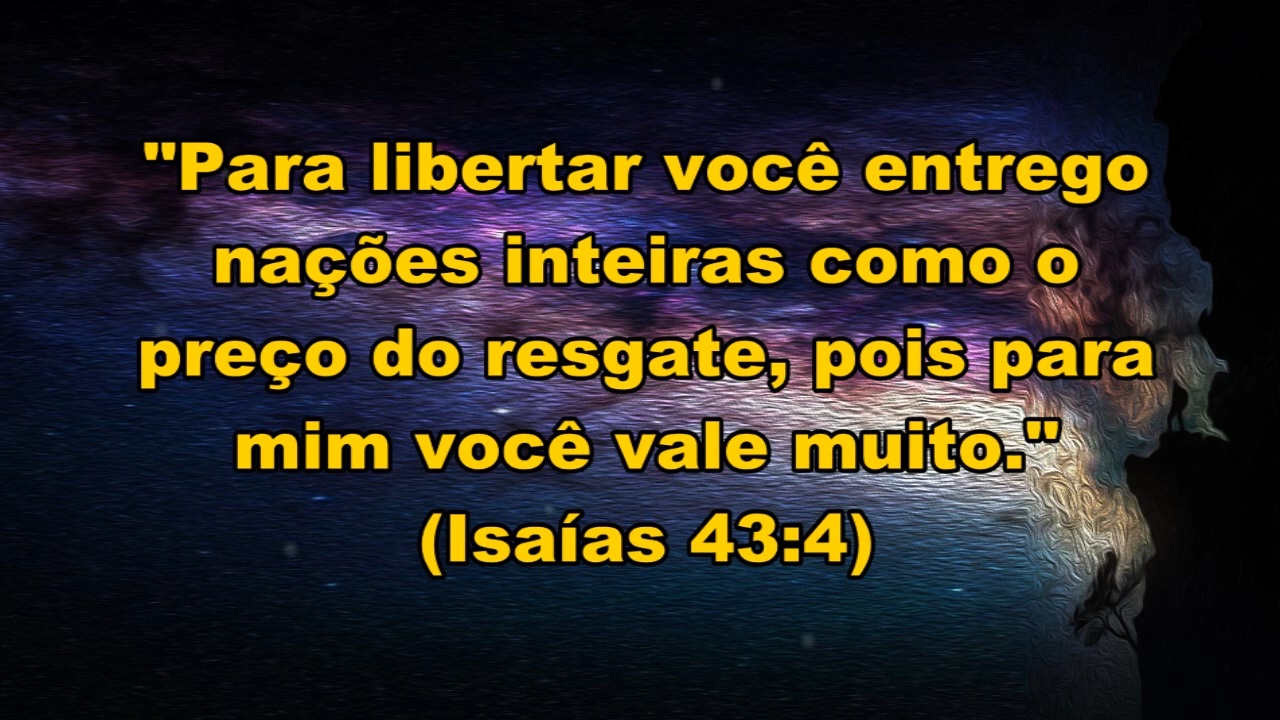 "Para libertar você entrego
nações inteiras como o
preço do resgate, pois para
mim você vale muito."
(Isaías 43:4)